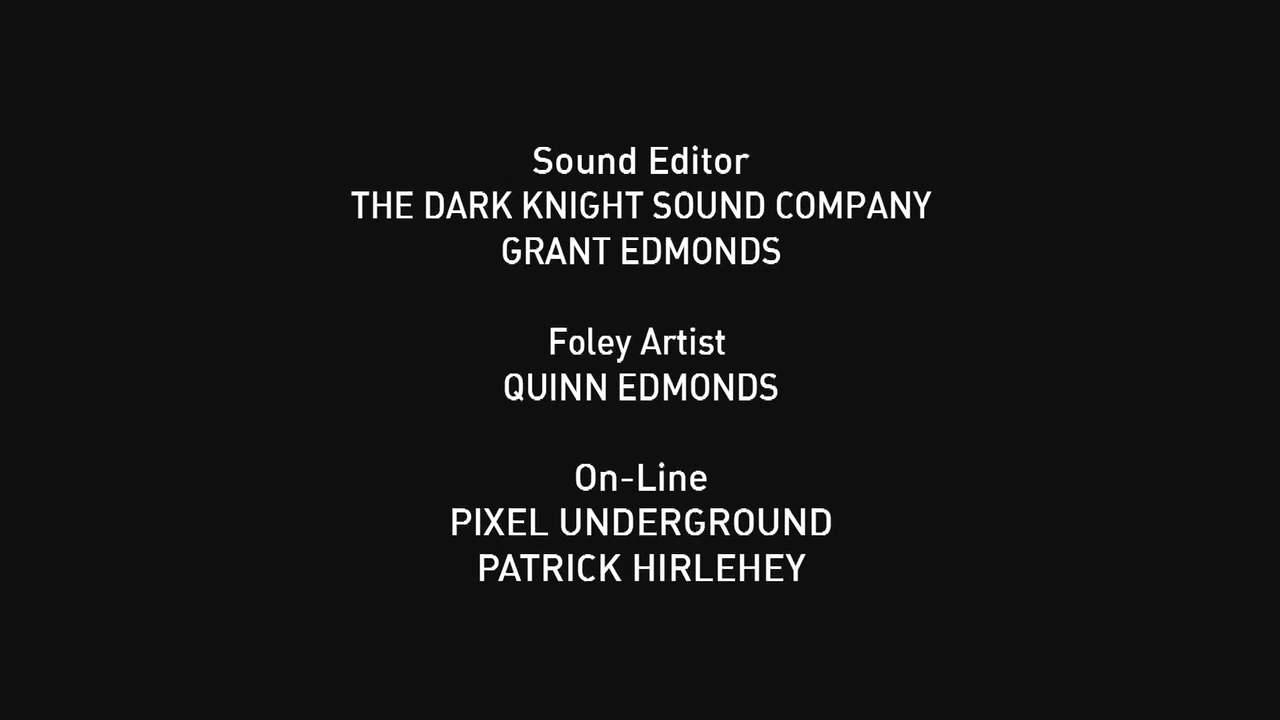 Sound Editor
THE DARK KNIGHT SOUND COMPANY
GRANT EDMONDS
Foley Artist
QUINN EDMONDS
On-Line
PIXEL UNDERGROUND
PATRICK HIRLEHEY